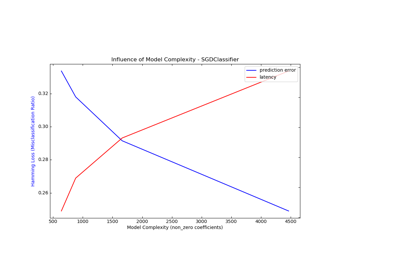 Influence of Model Complexity - SGDClassifier
prediction error
latency
Hamming Loss (Misclassification Ratio)
0.32
0.30
0.28
0.26
500 1000 1500 2000 2500 3000 3500 4000 4500
Model Complexity (non_zero coefficients)